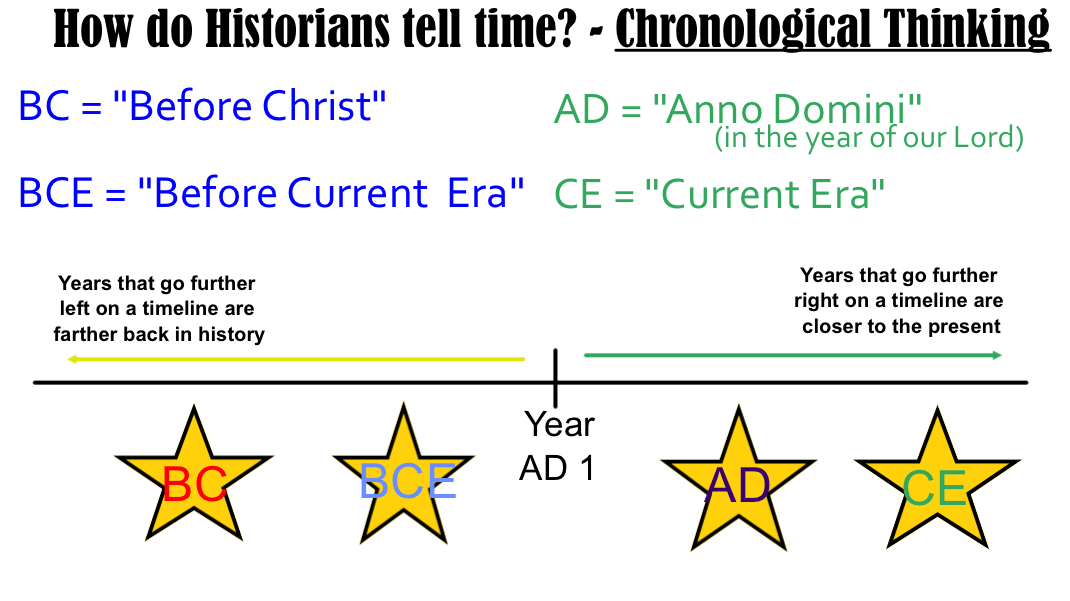 How do Historians tell time? - Chronological Thinking
BC = "Before Christ"
AD = "Anno Domini"
(in the year of our Lord)
BCE = "Before Current Era"
CE = "Current Era"
Years that go further
left on a timeline are
farther back in history
Years that go further
right on a timeline are
closer to the present
Year
AD 1
BC
BCE
AD
CE